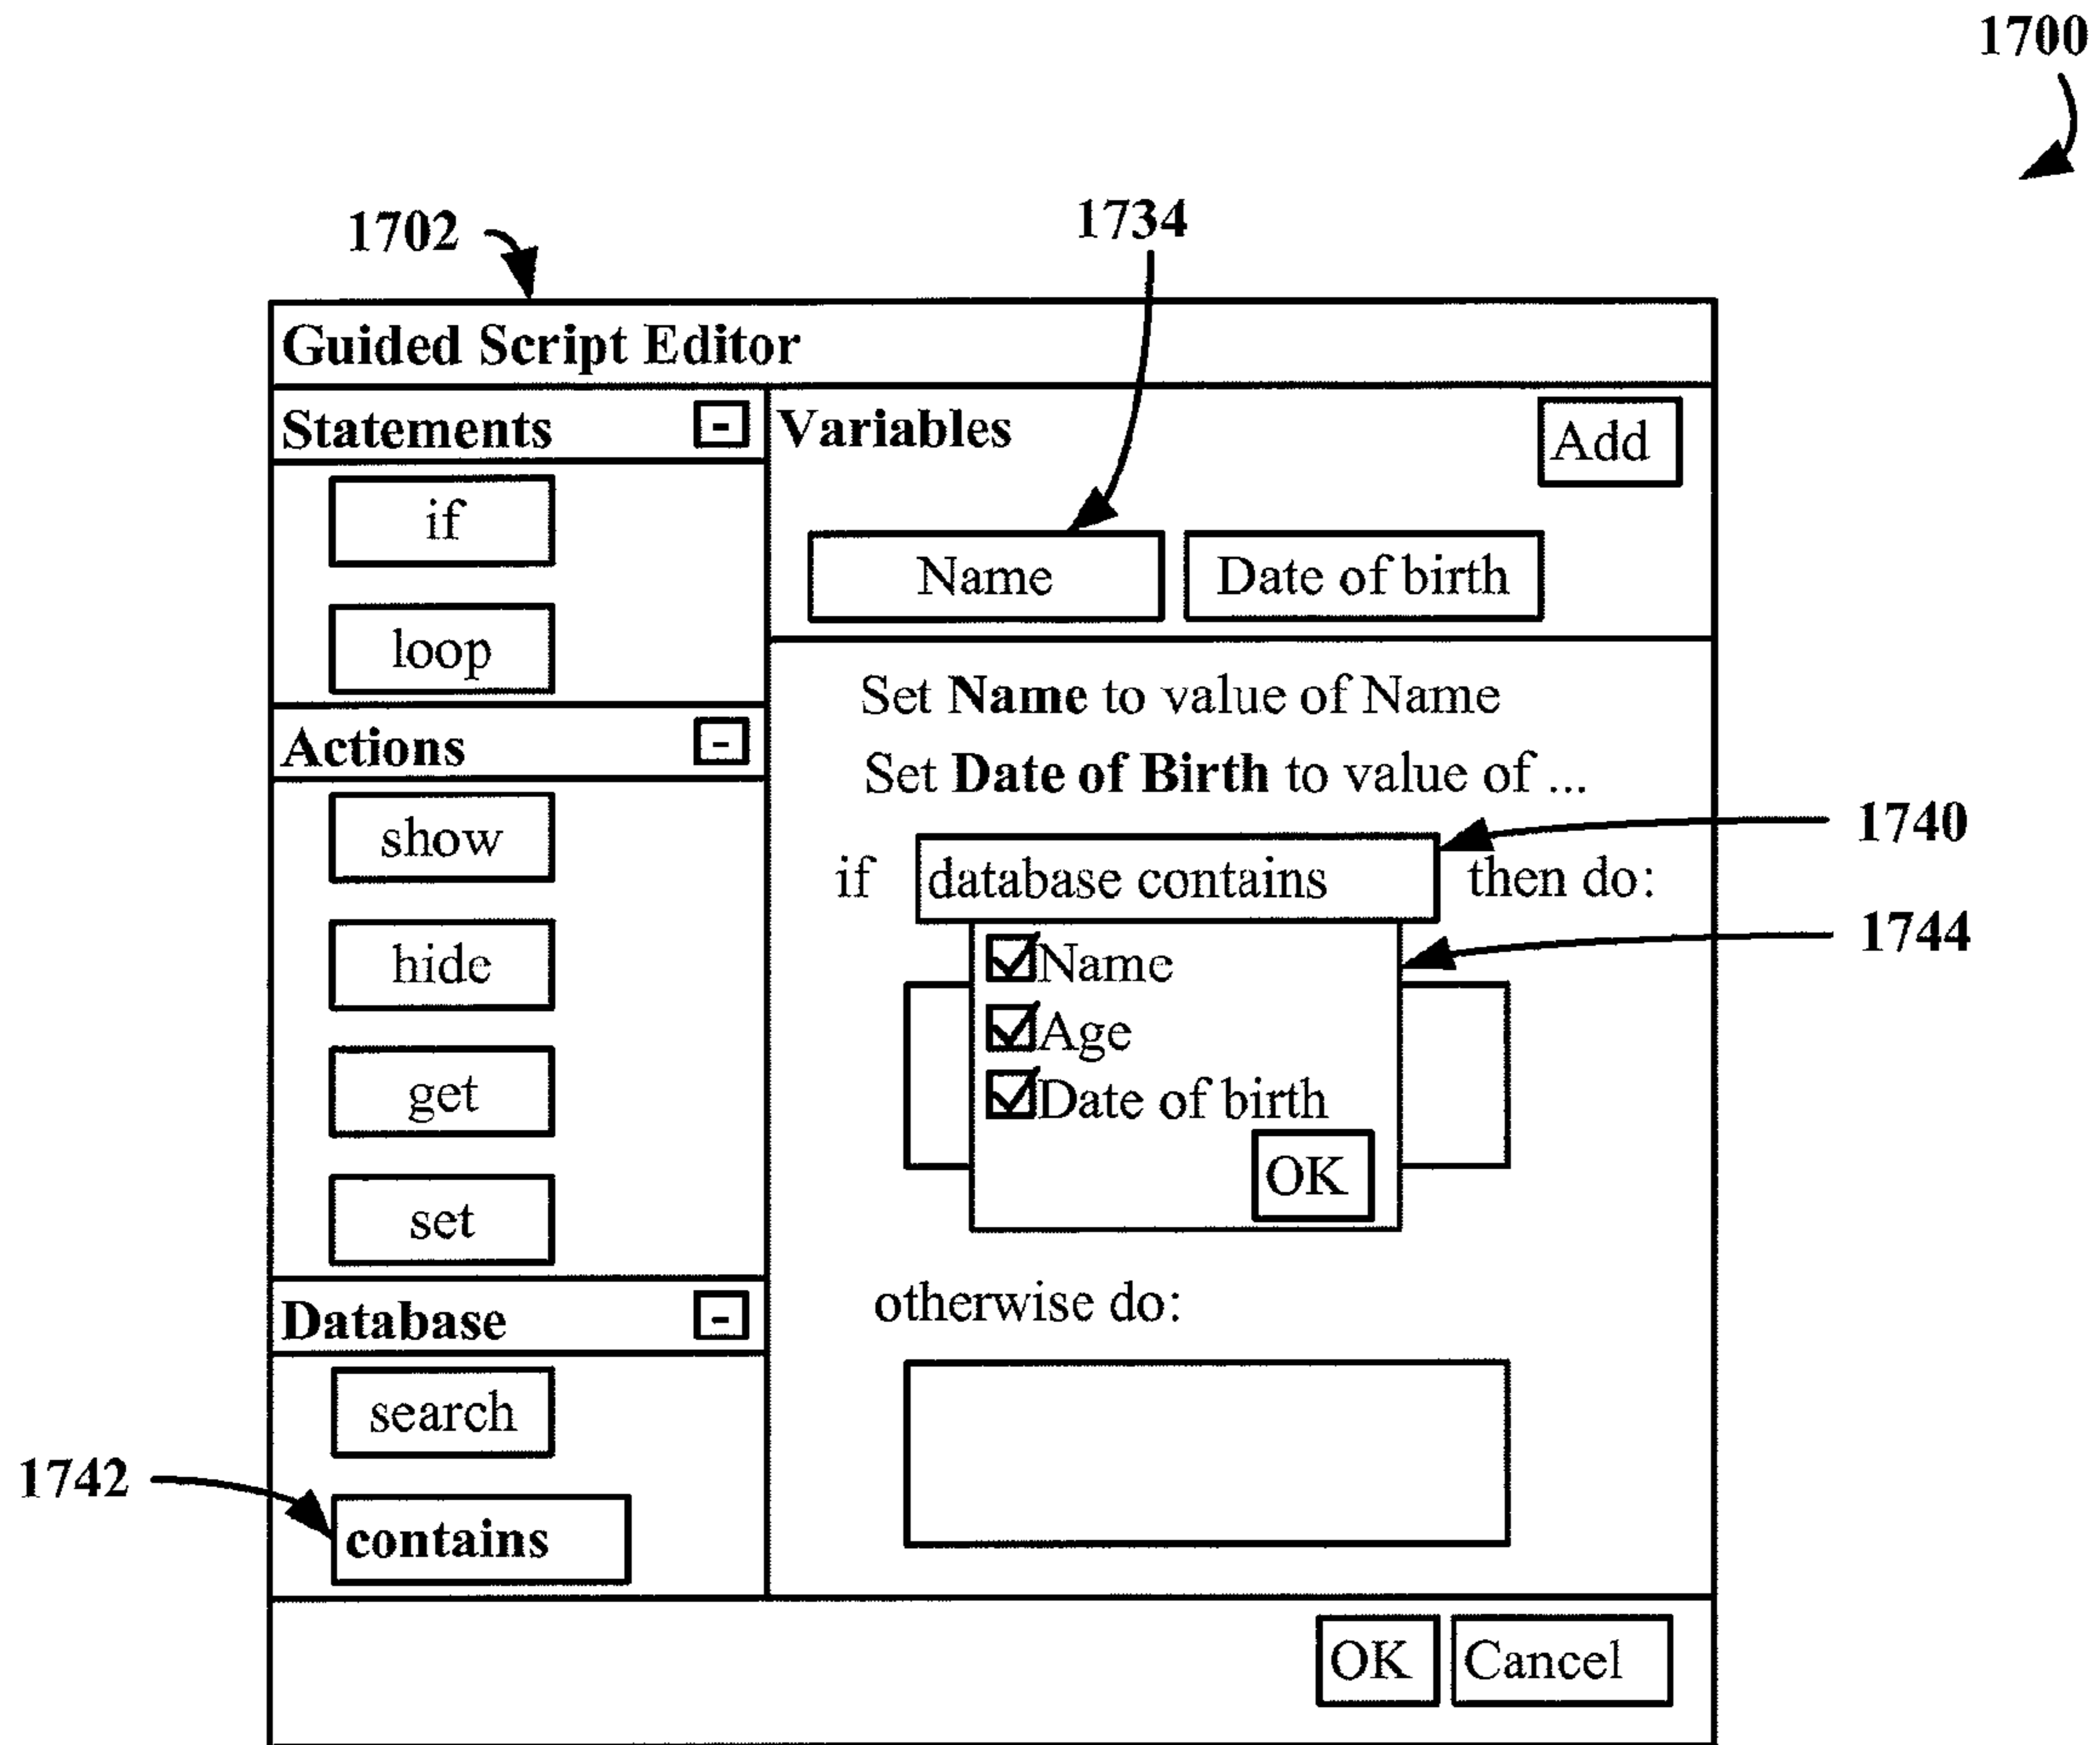 1700
1702
1734
Guided Script Editor
Statements -
if
loop
Actions -
show
hide
get
set
Database -
search
1742
contains
Variables
Add
Name Date of birth
Set Name to value of Name
Set Date of Birth to value of ...
1740
if database contains then do:
1744
Name
Age
Date of birth
OK
otherwise do:
OK Cancel